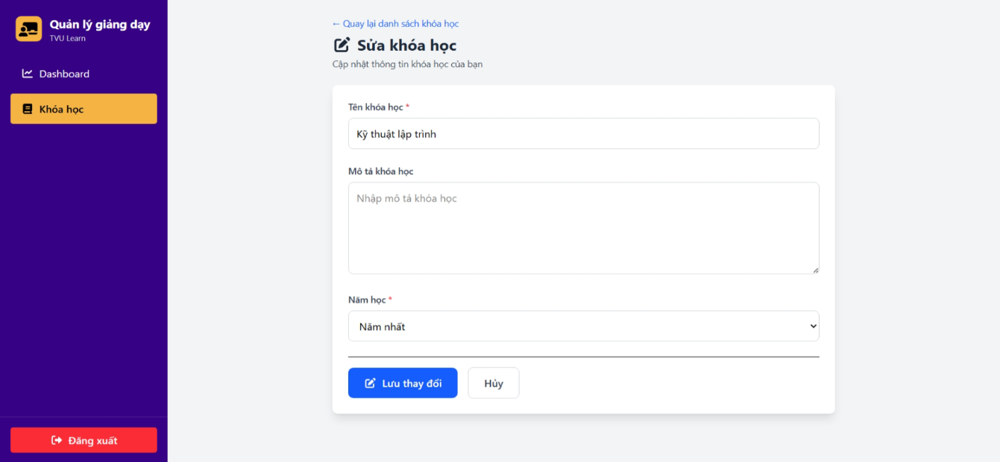 Quản lý giảng dạy
TVU Learn
Dashboard
Khóa học
Đăng xuất
← Quay lại danh sách khóa học
Sửa khóa học
Cập nhật thông tin khóa học của bạn
Tên khóa học *
Kỹ thuật lập trình
Mô tả khóa học
Nhập mô tả khóa học
Năm học *
Năm nhất
Lưu thay đổi
Hủy